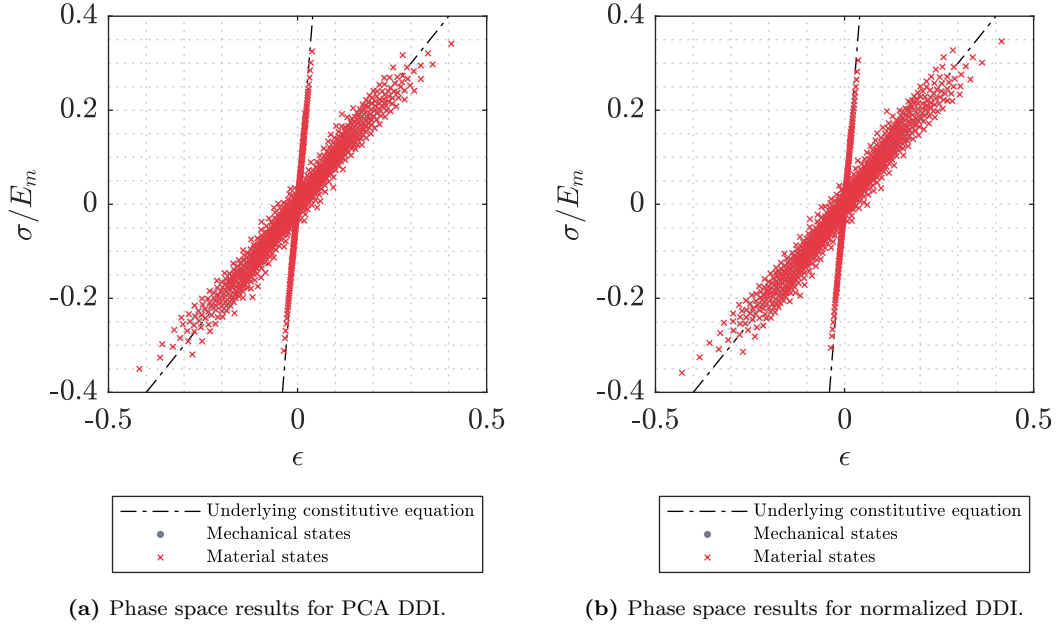 0.4
0.2
0
-0.2
-0.4
σ/E_m
-0.5
0
0.5
ϵ
Underlying constitutive equation
Mechanical states
Material states
(a) Phase space results for PCA DDI.
0.4
0.2
0
-0.2
-0.4
σ/E_m
-0.5
0
0.5
ϵ
Underlying constitutive equation
Mechanical states
Material states
(b) Phase space results for normalized DDI.